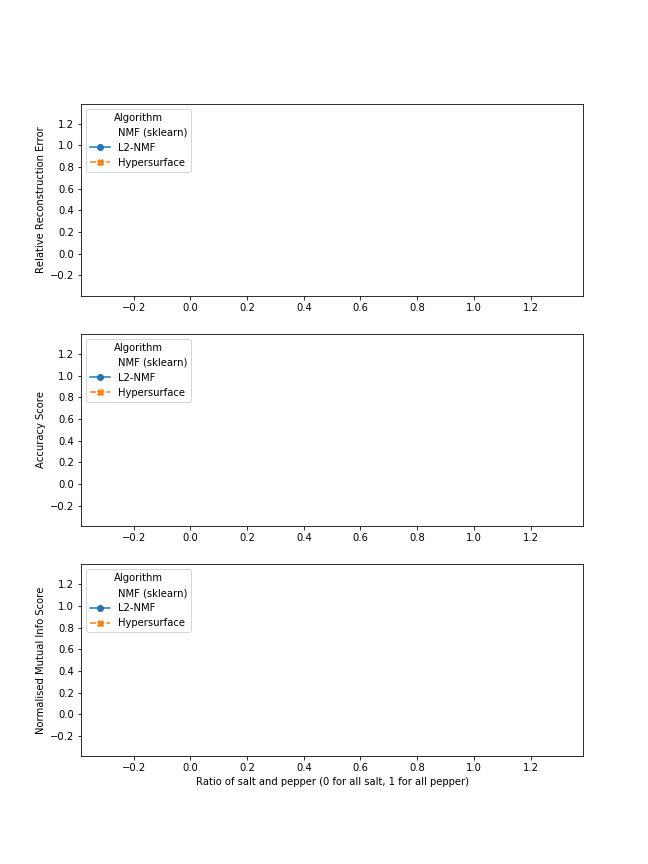 Algorithm
NMF (sklearn)
L2-NMF
Hypersurface
Relative Reconstruction Error
1.2
1.0
0.8
0.6
0.4
0.2
0.0
−0.2
−0.2 0.0 0.2 0.4 0.6 0.8 1.0 1.2
Algorithm
NMF (sklearn)
L2-NMF
Hypersurface
Accuracy Score
1.2
1.0
0.8
0.6
0.4
0.2
0.0
−0.2
−0.2 0.0 0.2 0.4 0.6 0.8 1.0 1.2
Algorithm
NMF (sklearn)
L2-NMF
Hypersurface
Normalised Mutual Info Score
1.2
1.0
0.8
0.6
0.4
0.2
0.0
−0.2
−0.2 0.0 0.2 0.4 0.6 0.8 1.0 1.2
Ratio of salt and pepper (0 for all salt, 1 for all pepper)